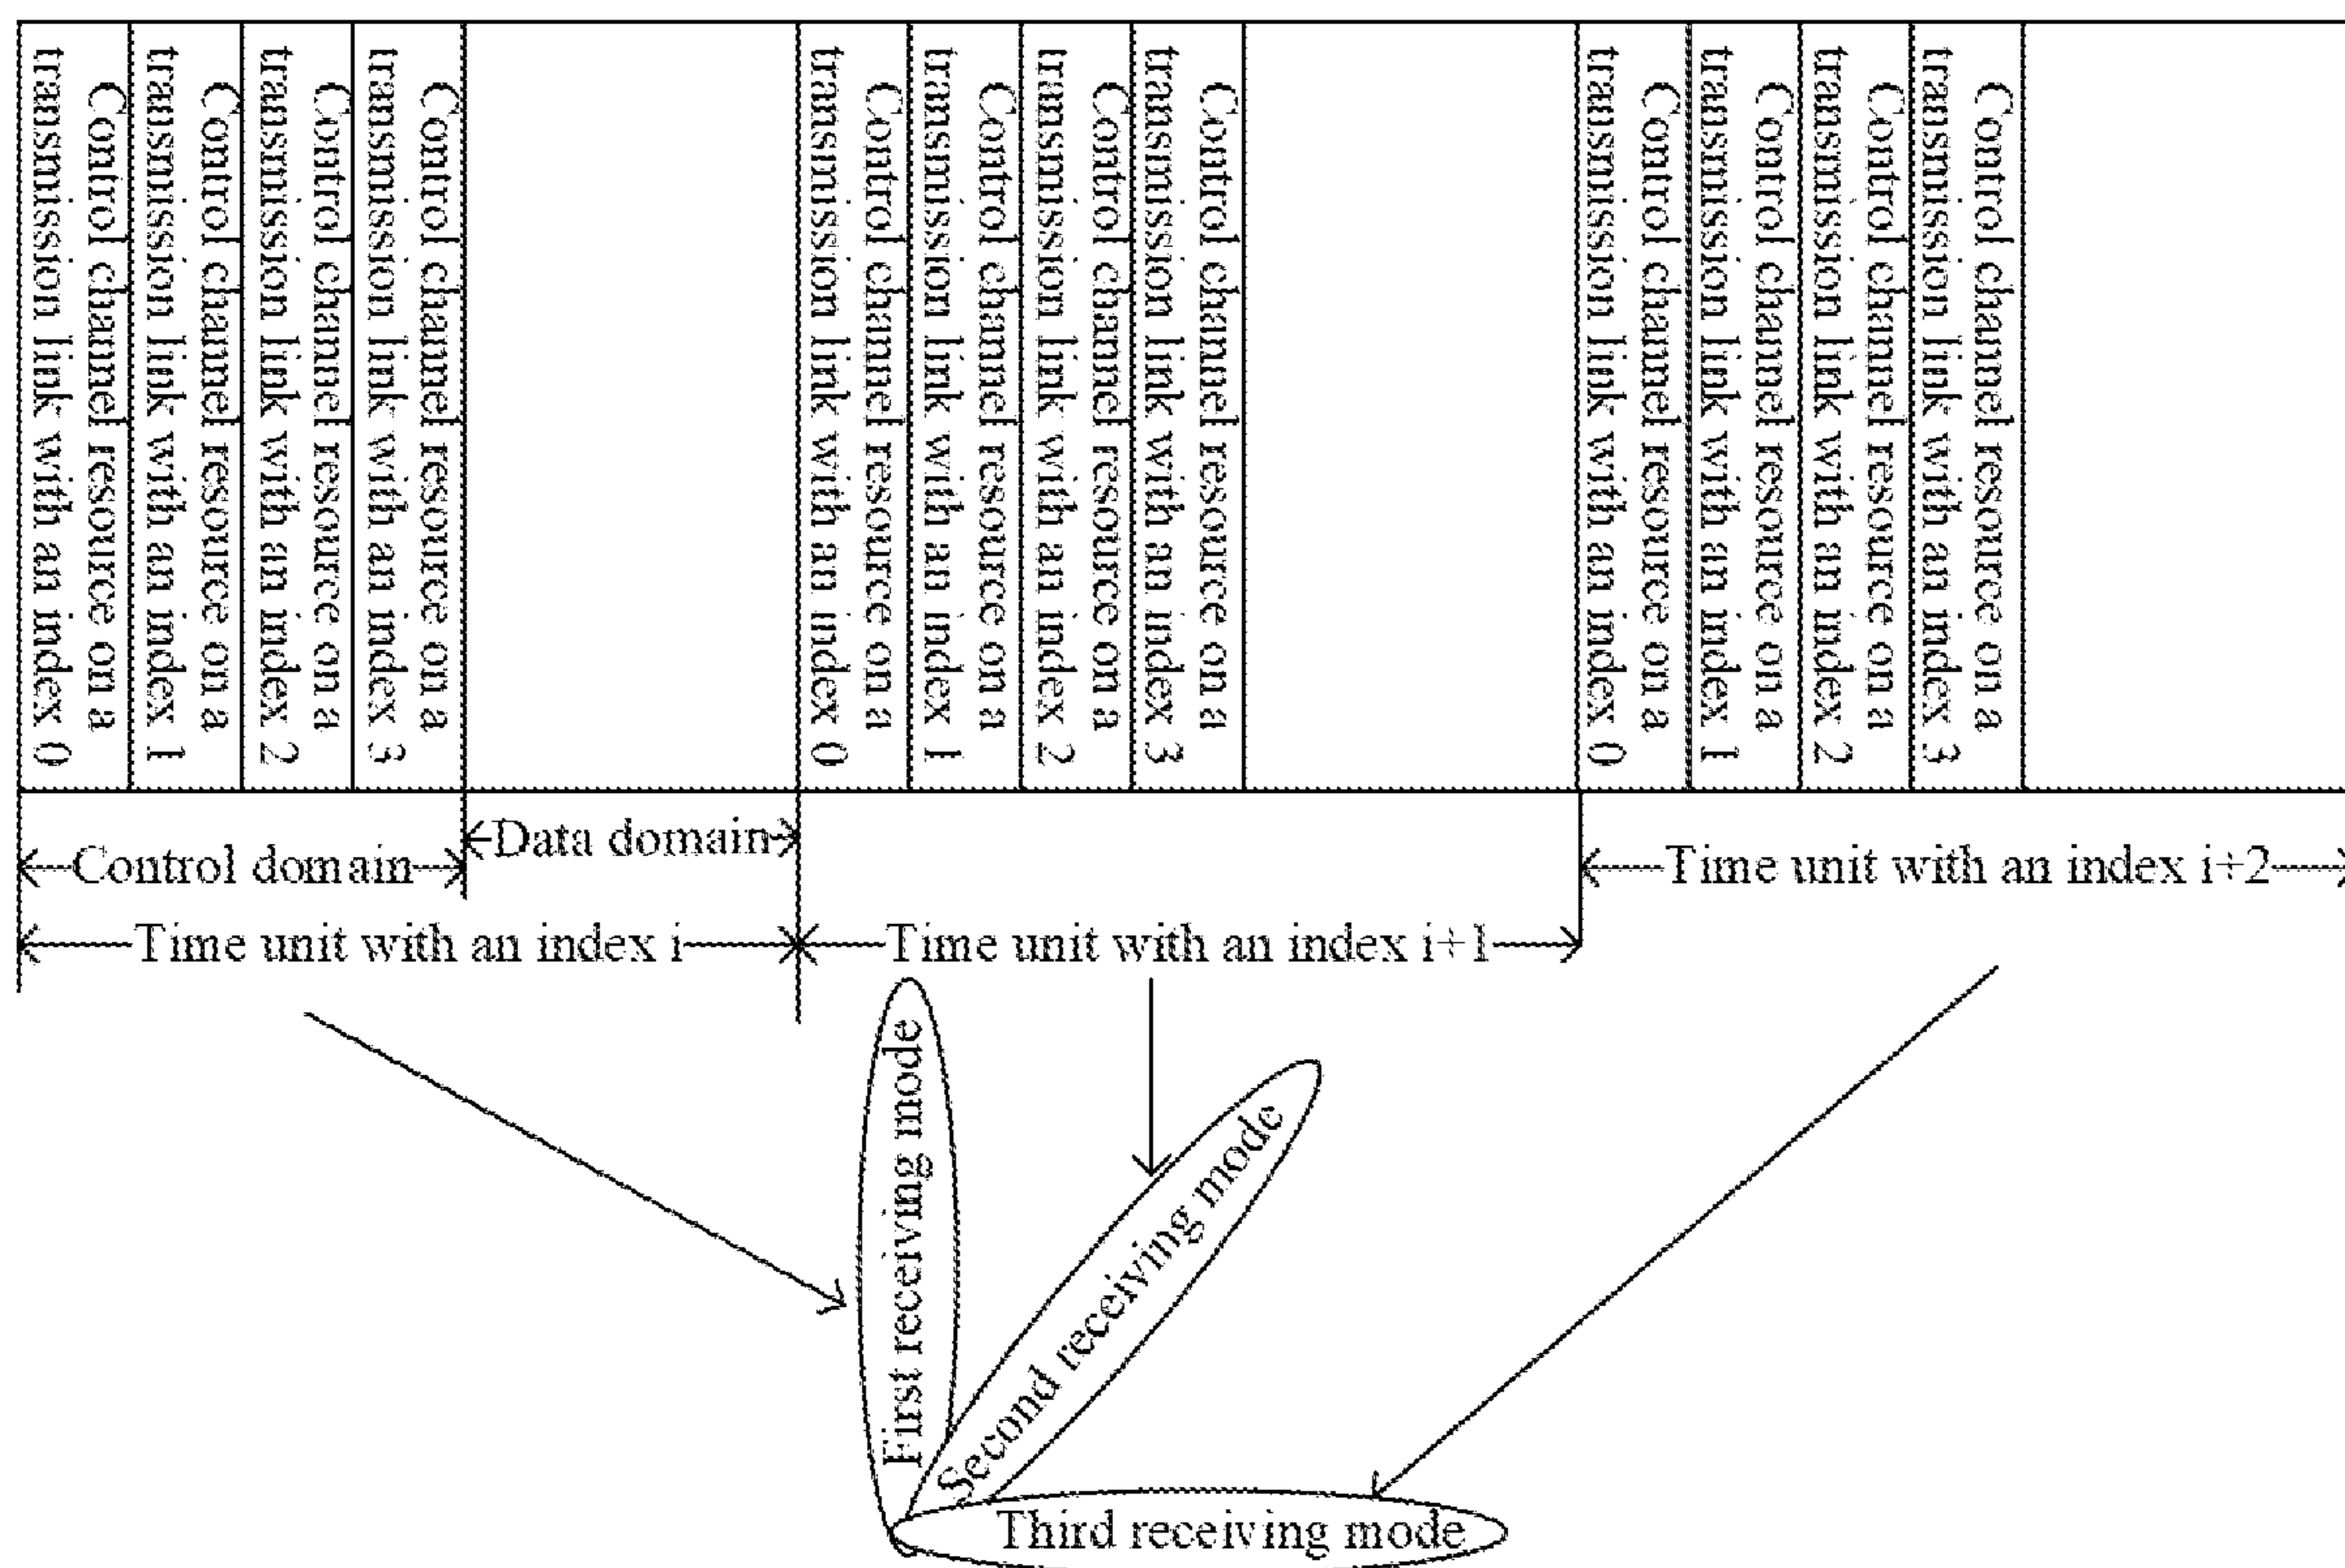 Control channel resource on a
transmission link with an index 0
Control channel resource on a
transmission link with an index 1
Control channel resource on a
transmission link with an index 2
Control channel resource on a
transmission link with an index 3
Control channel resource on a
transmission link with an index 0
Control channel resource on a
transmission link with an index 1
Control channel resource on a
transmission link with an index 2
Control channel resource on a
transmission link with an index 3
Control channel resource on a
transmission link with an index 0
Control channel resource on a
transmission link with an index 1
Control channel resource on a
transmission link with an index 2
Control channel resource on a
transmission link with an index 3
Control domain
Data domain
Time unit with an index i+2
Time unit with an index i
Time unit with an index i+1
First receiving mode
Second receiving mode
Third receiving mode